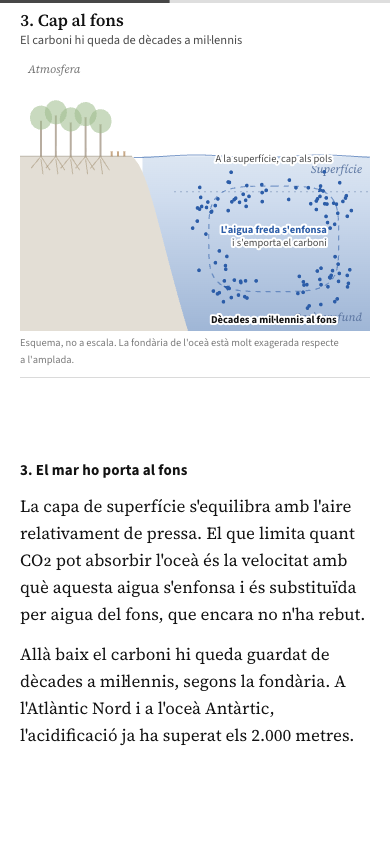 3. Cap al fons
El carboni hi queda de dècades a mil·lennis
Atmosfera
A la superfície, cap als pols
Superfície
L'aigua freda s'enfonsa
i s'emporta el carboni
Dècades a mil·lenni al fons
fund
Esquema, no a escala. La fondària de l'oceà està molt exagerada respecte
a l'amplada.
3. El mar ho porta al fons
La capa de superfície s'equilibra amb l'aire
relativament de pressa. El que limita quant
CO2 pot absorbir l'oceà és la velocitat amb
què aquesta aigua s'enfonsa i és substituïda
per aigua del fons, que encara no n'ha rebut.
Allà baix el carboni hi queda guardat de
dècades a mil·lennis, segons la fondària. A
l'Atlàntic Nord i a l'oceà Antàrtic,
l'acidificació ja ha superat els 2.000 metres.